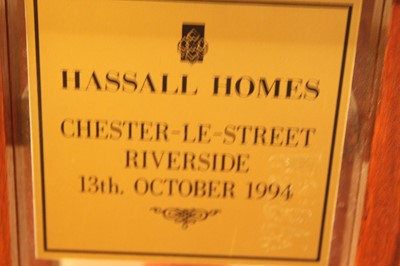 HASSALL HOMES
CHESTER-LE-STREET
RIVERSIDE
13th. OCTOBER 1994